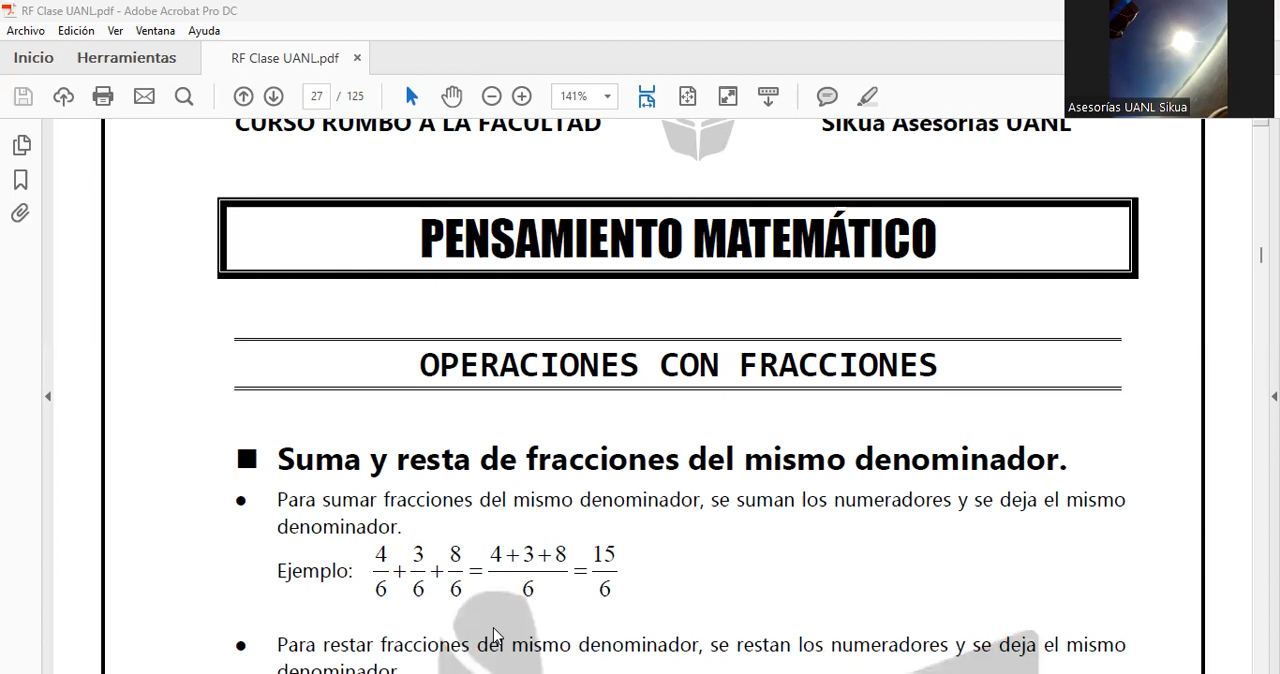 RF Clase UANL.pdf - Adobe Acrobat Pro DC
Archivo Edición Ver Ventana Ayuda
Inicio Herramientas RF Clase UANL.pdf ×
27 / 125 141%
Asesorías UANL Sikua
CURSO RUMBO A LA FACULTAD SiKua Asesorías UANL
PENSAMIENTO MATEMÁTICO
OPERACIONES CON FRACCIONES
■ Suma y resta de fracciones del mismo denominador.
● Para sumar fracciones del mismo denominador, se suman los numeradores y se deja el mismo
denominador.
Ejemplo: 4/6 + 3/6 + 8/6 = (4+3+8)/6 = 15/6
● Para restar fracciones del mismo denominador, se restan los numeradores y se deja el mismo
denominador.